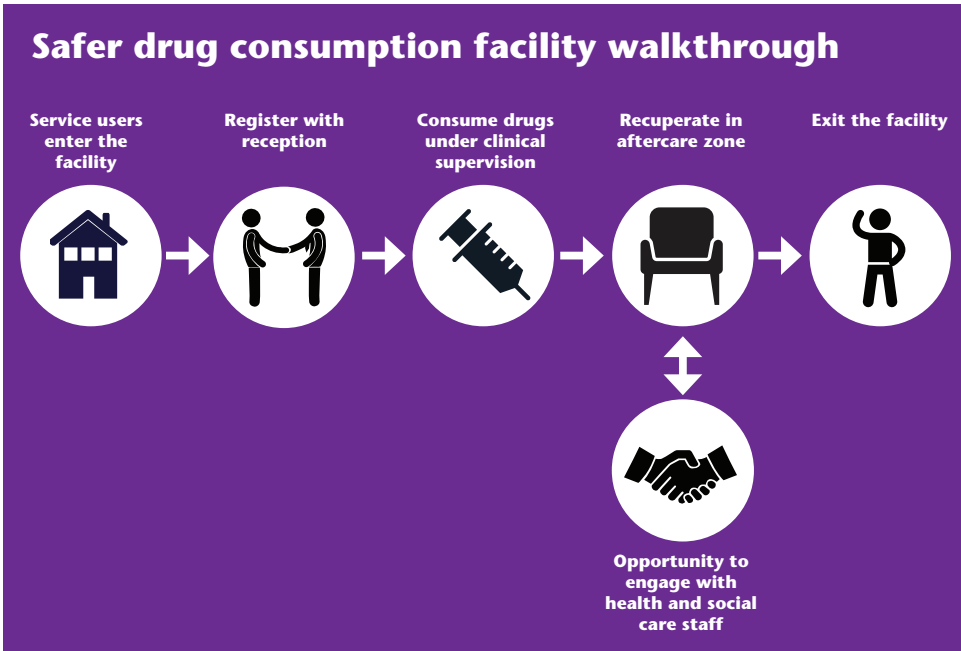 Safer drug consumption facility walkthrough
Service users
enter the
facility
Register with
reception
Consume drugs
under clinical
supervision
Recuperate in
aftercare zone
Exit the facility
Opportunity to
engage with
health and social
care staff